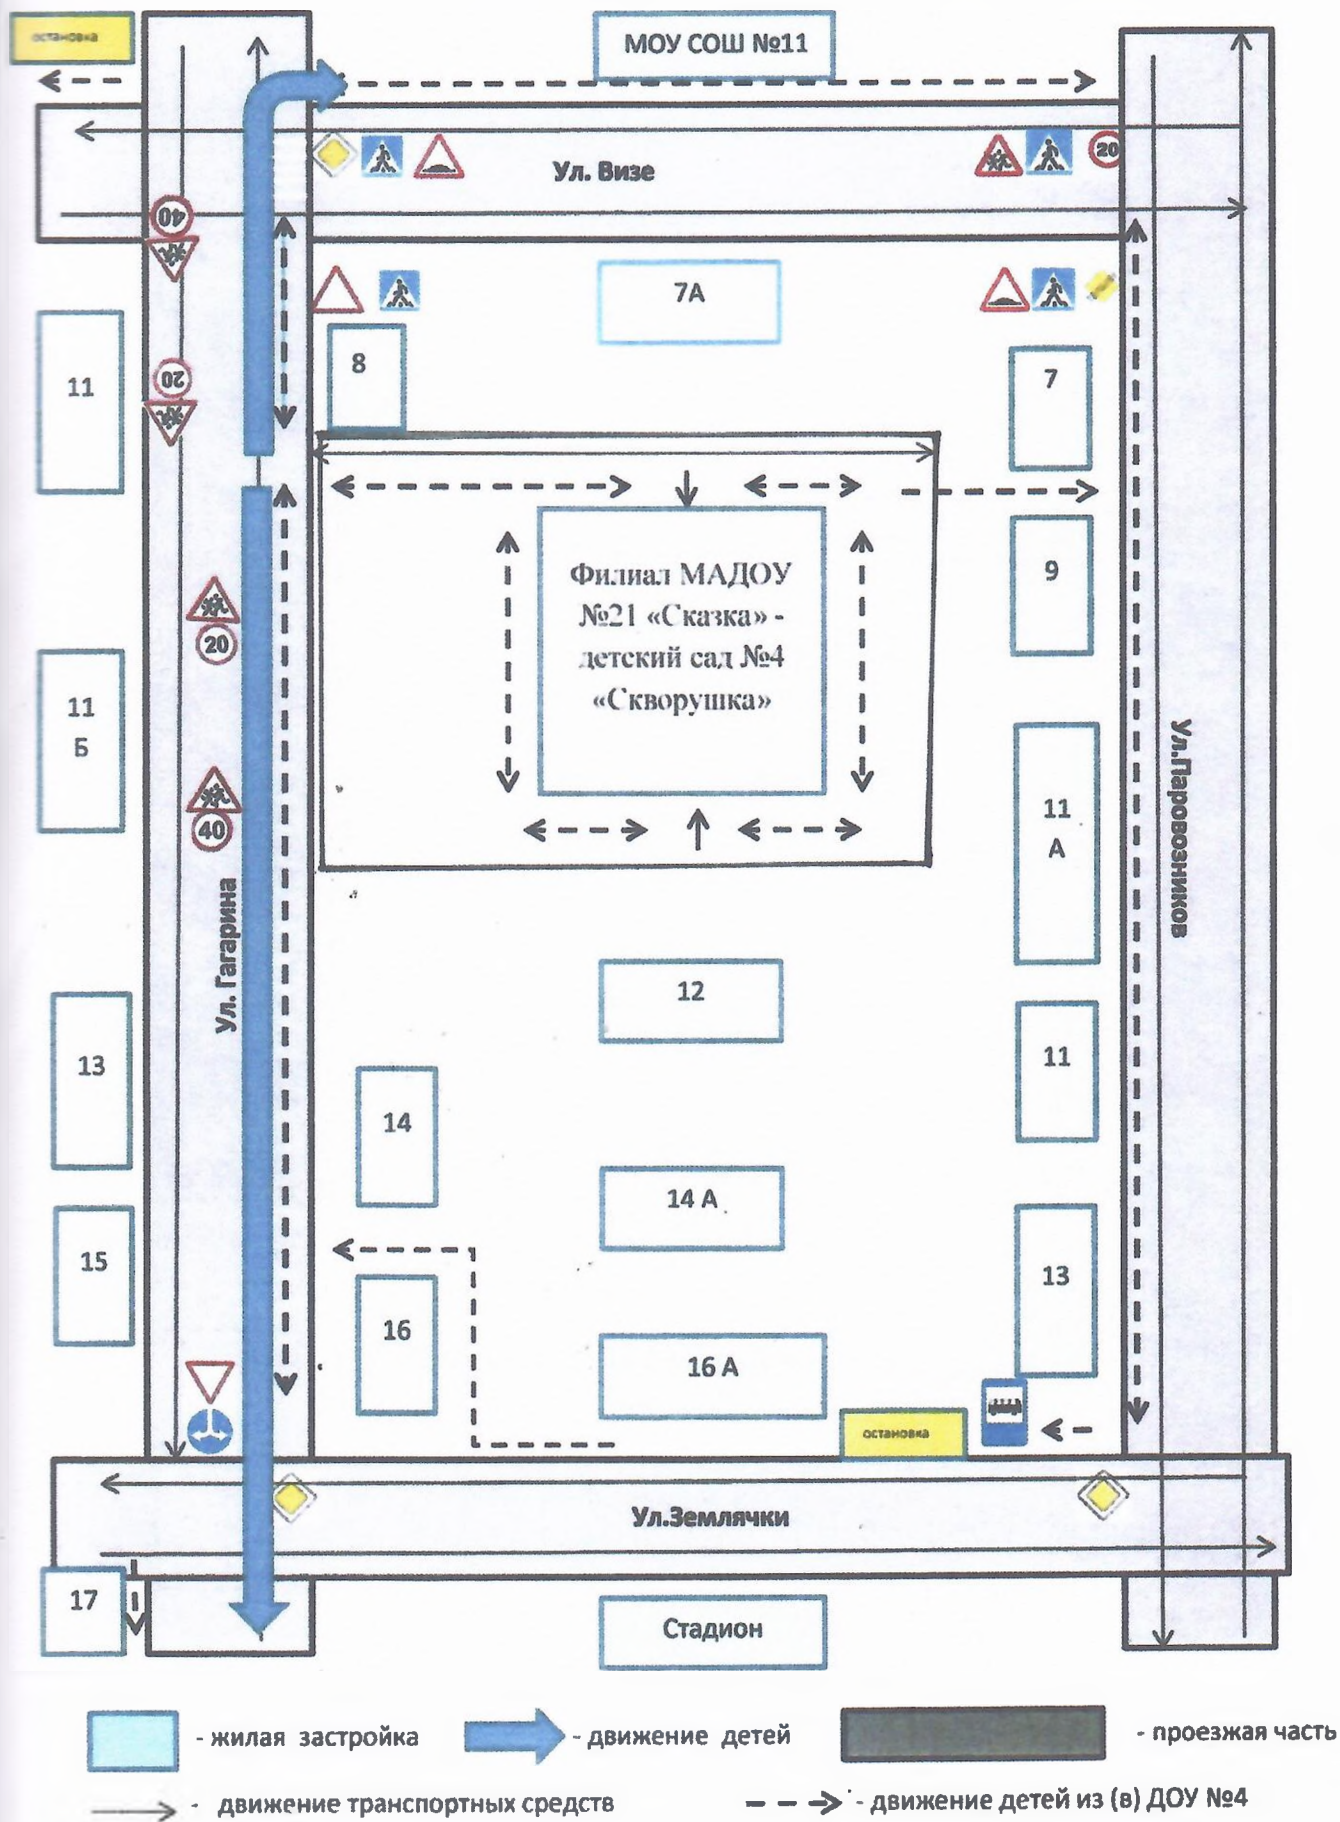 остановка
МОУ СОШ №11
Ул. Визе
20
40
7А
8
7
11
20
Филиал МАДОУ
№21 «Сказка» -
детский сад №4
«Скворушка»
9
20
11
Б
11
А
40
Ул. Гагарина
Ул.Паровозников
12
13
11
14
14 А
15
13
16
16 А
остановка
Ул.Землячки
17
Стадион
- жилая застройка
- движение детей
- проезжая часть
- движение транспортных средств
- движение детей из (в) ДОУ №4